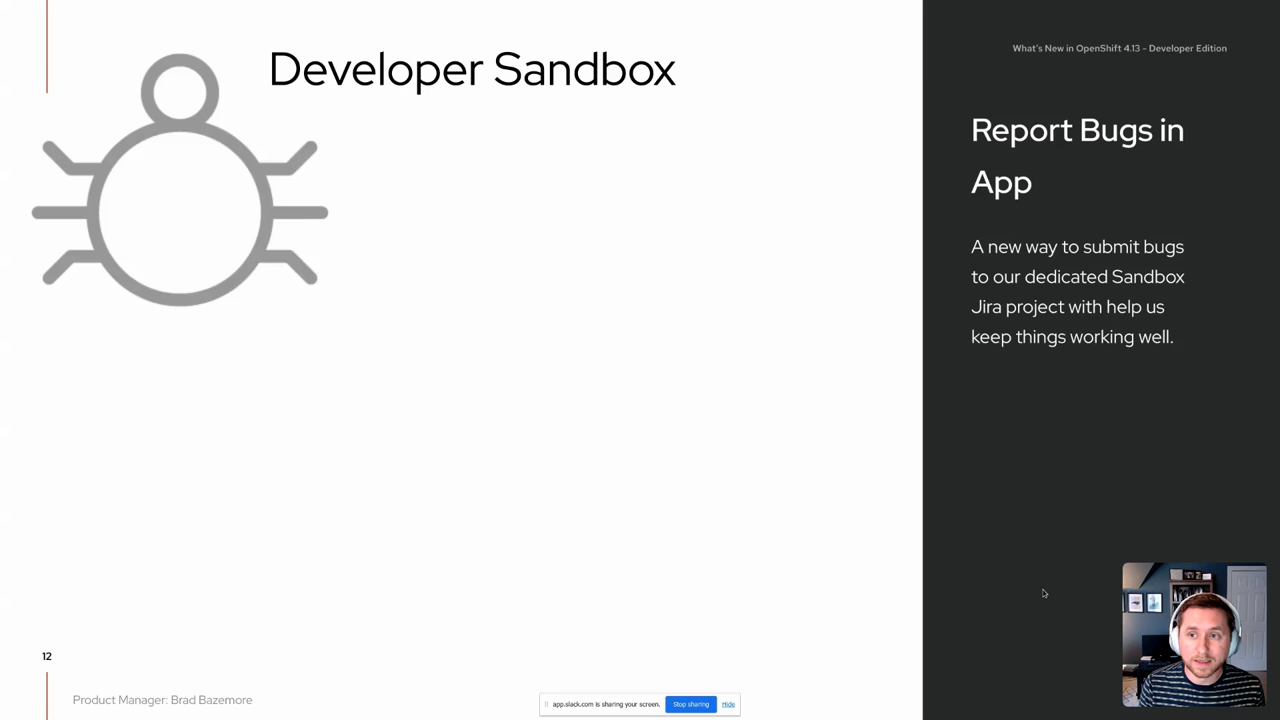 Developer Sandbox
What's New in OpenShift 4.13 - Developer Edition
Report Bugs in
App
A new way to submit bugs
to our dedicated Sandbox
Jira project with help us
keep things working well.
12
Product Manager: Brad Bazemore
app.slack.com is sharing your screen.
Stop sharing
Hide